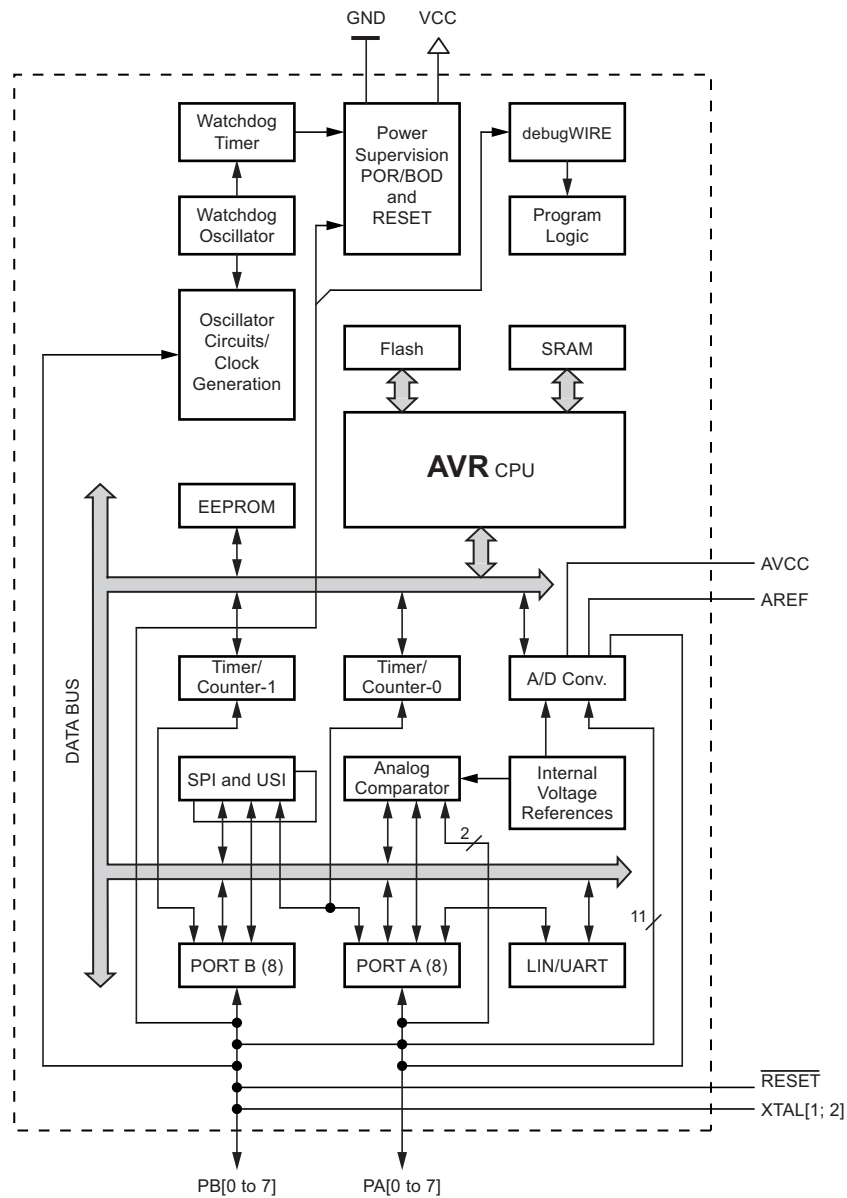 GND
VCC
Watchdog
Timer
Power
Supervision
POR/BOD
and
RESET
debugWIRE
Watchdog
Oscillator
Program
Logic
Oscillator
Circuits/
Clock
Generation
Flash
SRAM
AVR CPU
EEPROM
AVCC
AREF
DATA BUS
Timer/
Counter-1
Timer/
Counter-0
A/D Conv.
SPI and USI
Analog
Comparator
Internal
Voltage
References
2
11
PORT B (8)
PORT A (8)
LIN/UART
RESET
XTAL[1; 2]
PB[0 to 7]
PA[0 to 7]